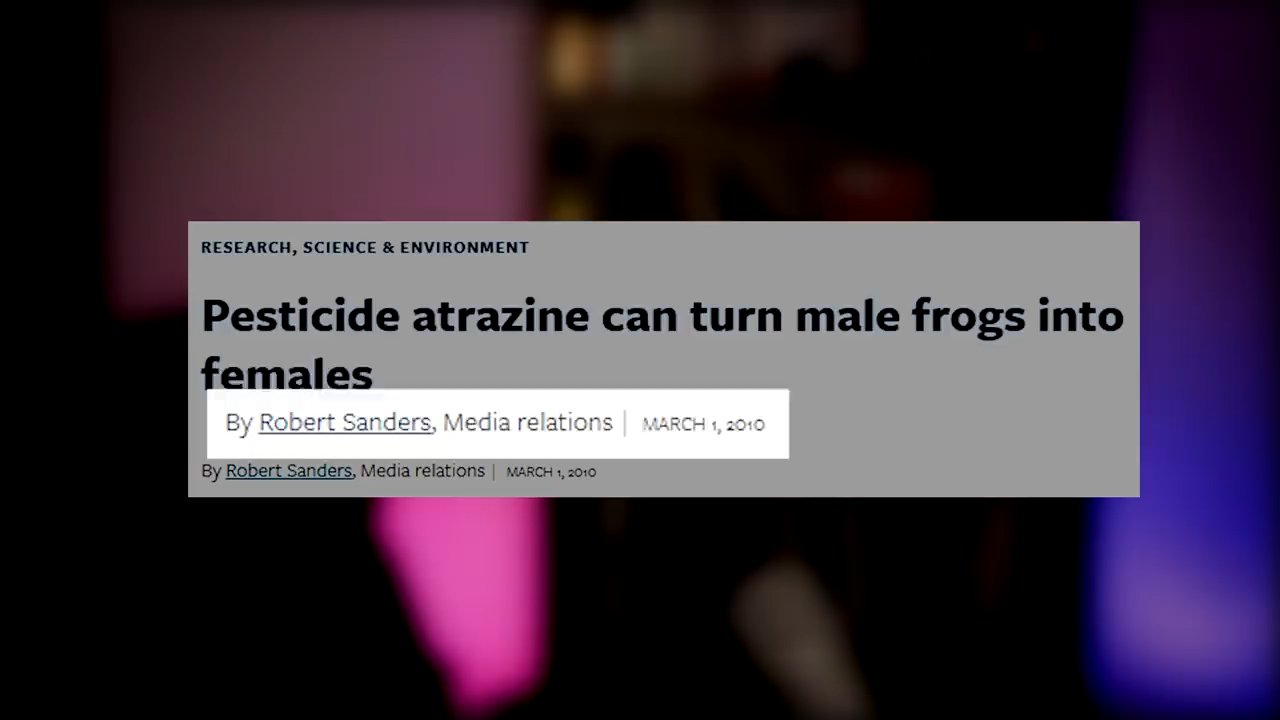 RESEARCH, SCIENCE & ENVIRONMENT
Pesticide atrazine can turn male frogs into
females
By Robert Sanders, Media relations | MARCH 1, 2010
By Robert Sanders, Media relations | MARCH 1, 2010